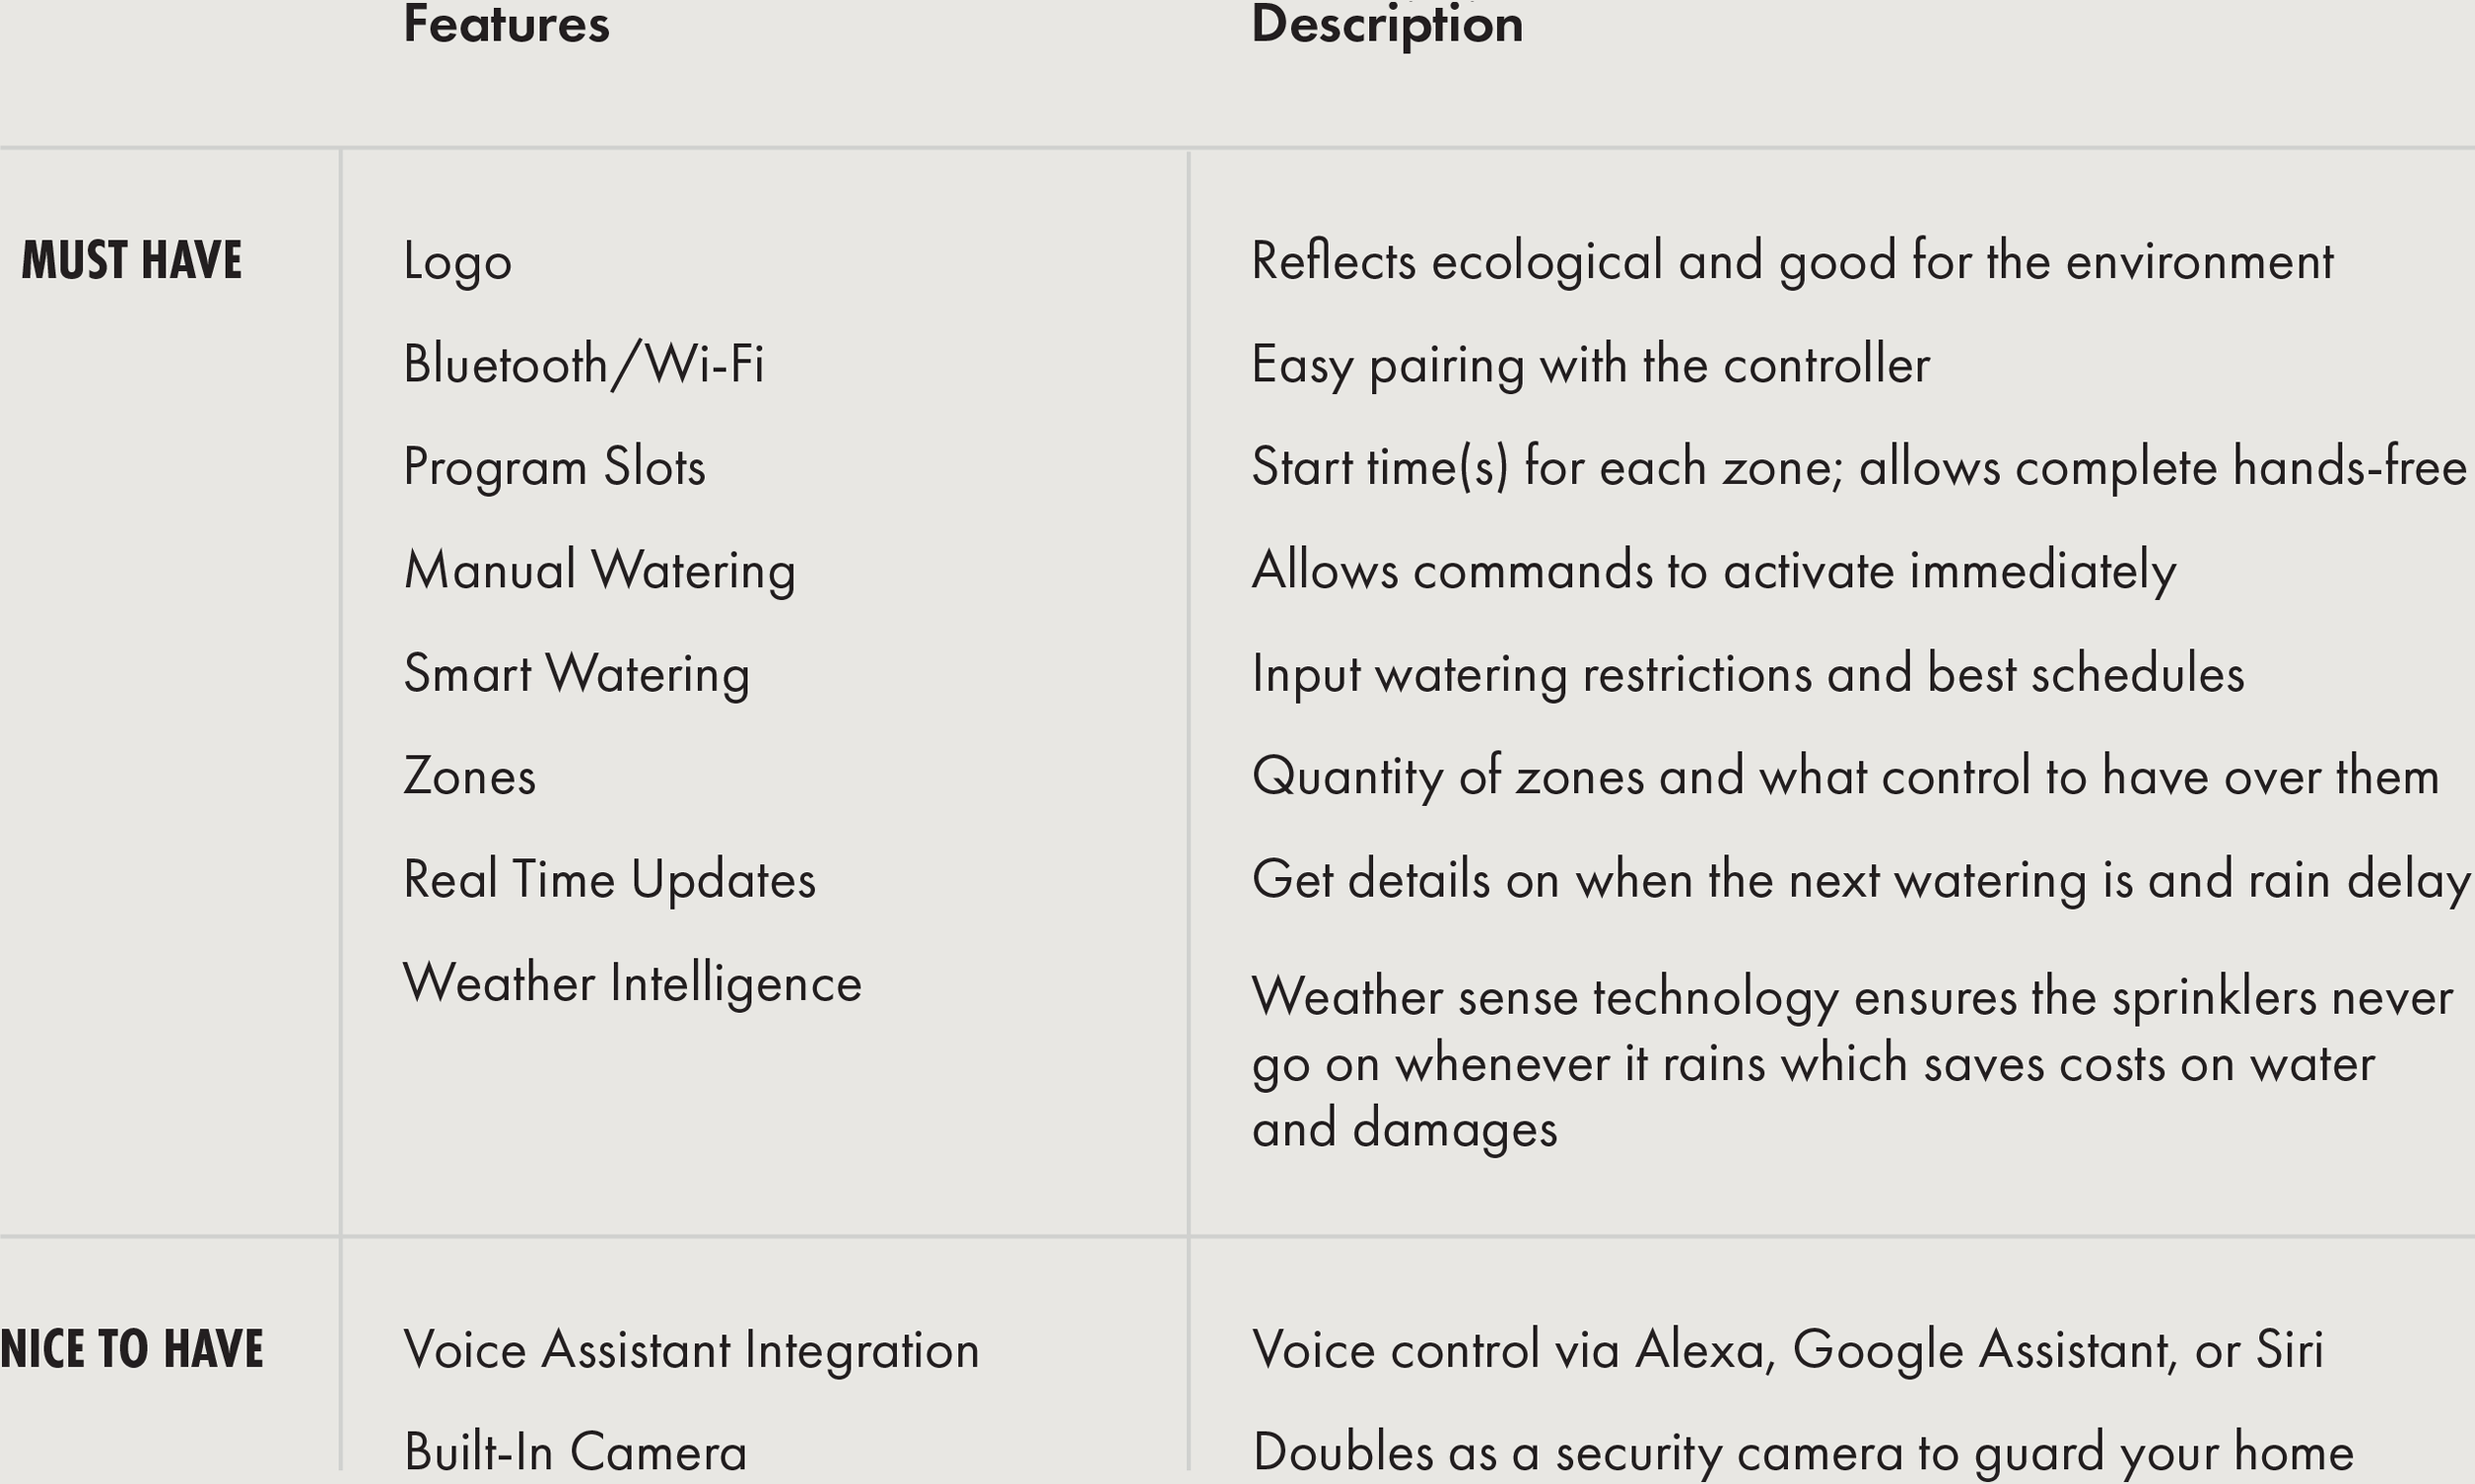 Features Description
MUST HAVE Logo Reflects ecological and good for the environment
Bluetooth/Wi-Fi Easy pairing with the controller
Program Slots Start time(s) for each zone; allows complete hands-free
Manual Watering Allows commands to activate immediately
Smart Watering Input watering restrictions and best schedules
Zones Quantity of zones and what control to have over them
Real Time Updates Get details on when the next watering is and rain delay
Weather Intelligence Weather sense technology ensures the sprinklers never
go on whenever it rains which saves costs on water
and damages
NICE TO HAVE Voice Assistant Integration Voice control via Alexa, Google Assistant, or Siri
Built-In Camera Doubles as a security camera to guard your home